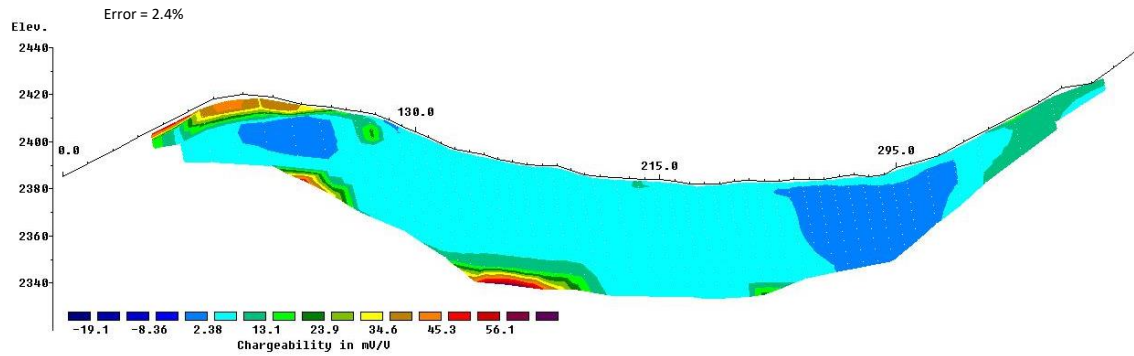 Error = 2.4%
Elev.
2440
2420
2400
2380
2360
2340
0.0
130.0
215.0
295.0
-19.1 -8.36 2.38 13.1 23.9 34.6 45.3 56.1
Chargeability in mV/V